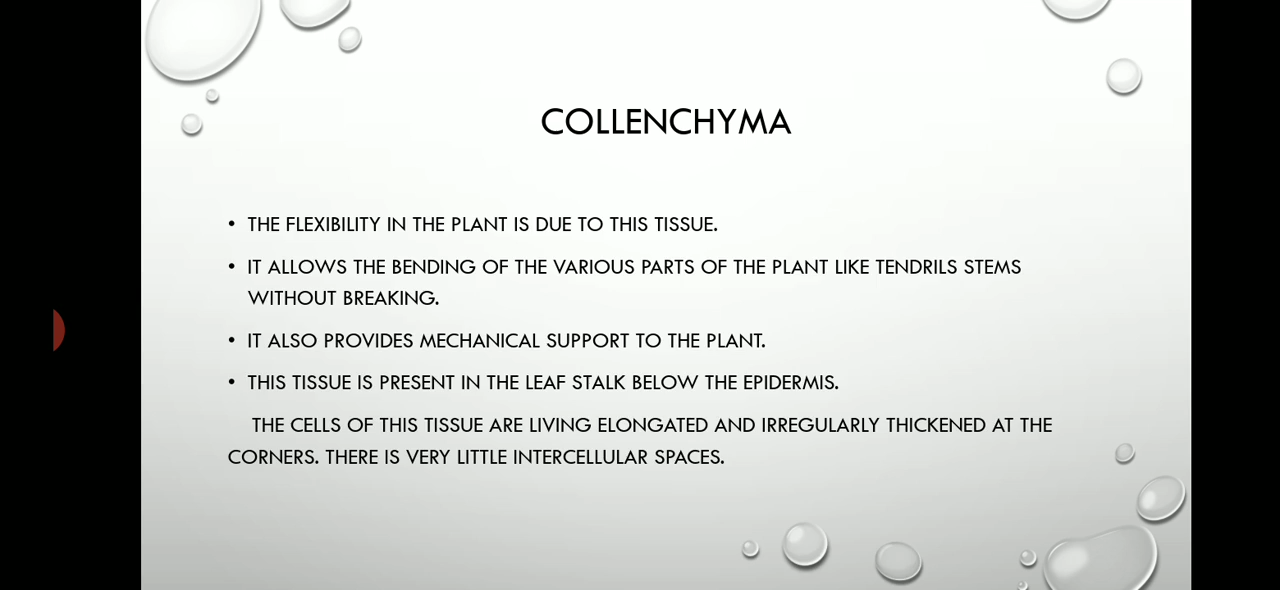 COLLENCHYMA
• THE FLEXIBILITY IN THE PLANT IS DUE TO THIS TISSUE.
• IT ALLOWS THE BENDING OF THE VARIOUS PARTS OF THE PLANT LIKE TENDRILS STEMS
WITHOUT BREAKING.
• IT ALSO PROVIDES MECHANICAL SUPPORT TO THE PLANT.
• THIS TISSUE IS PRESENT IN THE LEAF STALK BELOW THE EPIDERMIS.
THE CELLS OF THIS TISSUE ARE LIVING ELONGATED AND IRREGULARLY THICKENED AT THE
CORNERS. THERE IS VERY LITTLE INTERCELLULAR SPACES.